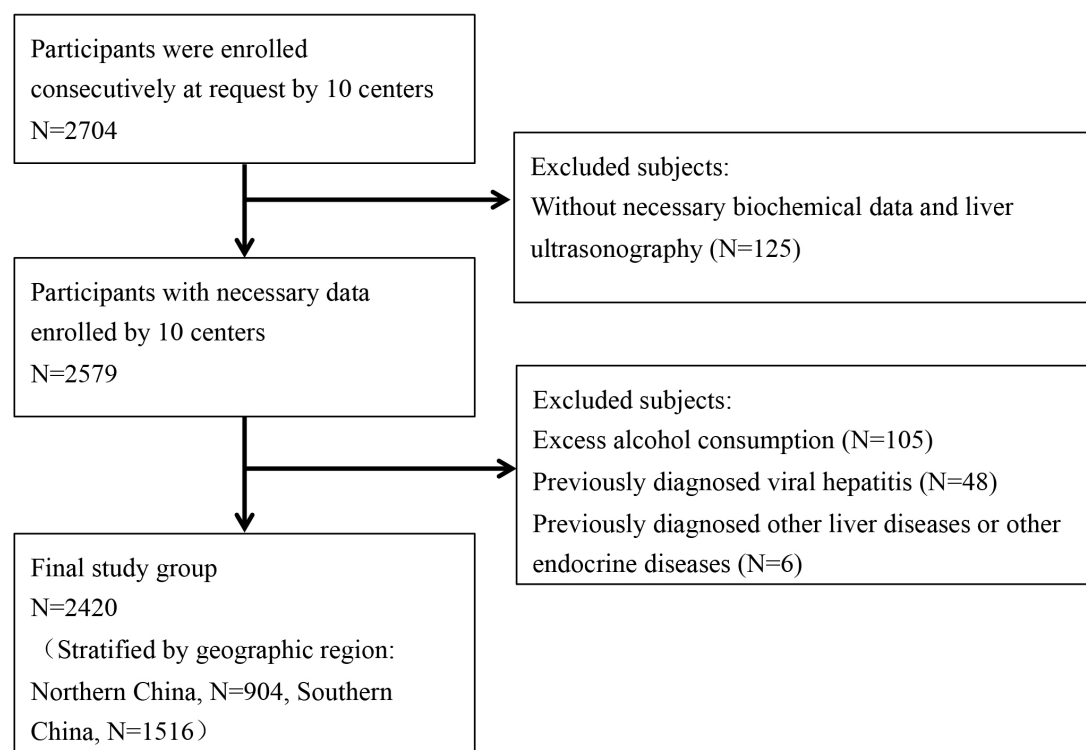 Participants were enrolled
consecutively at request by 10 centers
N=2704
Excluded subjects:
Without necessary biochemical data and liver
ultrasonography (N=125)
Participants with necessary data
enrolled by 10 centers
N=2579
Excluded subjects:
Excess alcohol consumption (N=105)
Previously diagnosed viral hepatitis (N=48)
Previously diagnosed other liver diseases or other
endocrine diseases (N=6)
Final study group
N=2420
（Stratified by geographic region:
Northern China, N=904, Southern
China, N=1516）